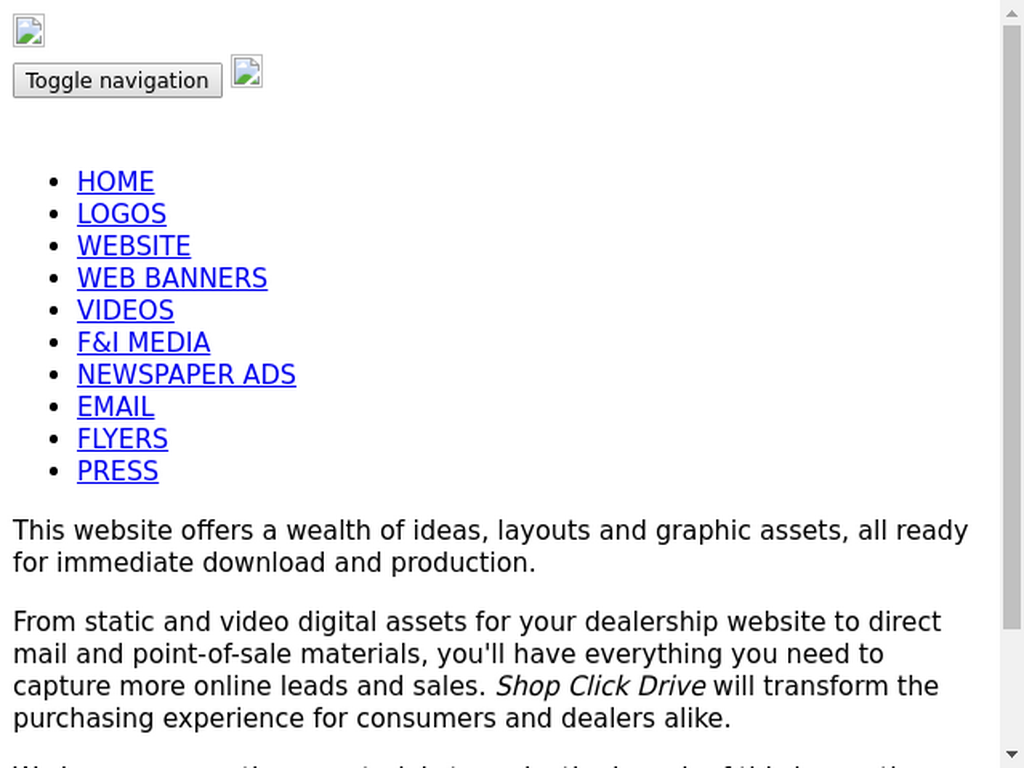 Toggle navigation
HOME
LOGOS
WEBSITE
WEB BANNERS
VIDEOS
F&I MEDIA
NEWSPAPER ADS
EMAIL
FLYERS
PRESS
This website offers a wealth of ideas, layouts and graphic assets, all ready
for immediate download and production.
From static and video digital assets for your dealership website to direct
mail and point-of-sale materials, you'll have everything you need to
capture more online leads and sales. Shop Click Drive will transform the
purchasing experience for consumers and dealers alike.